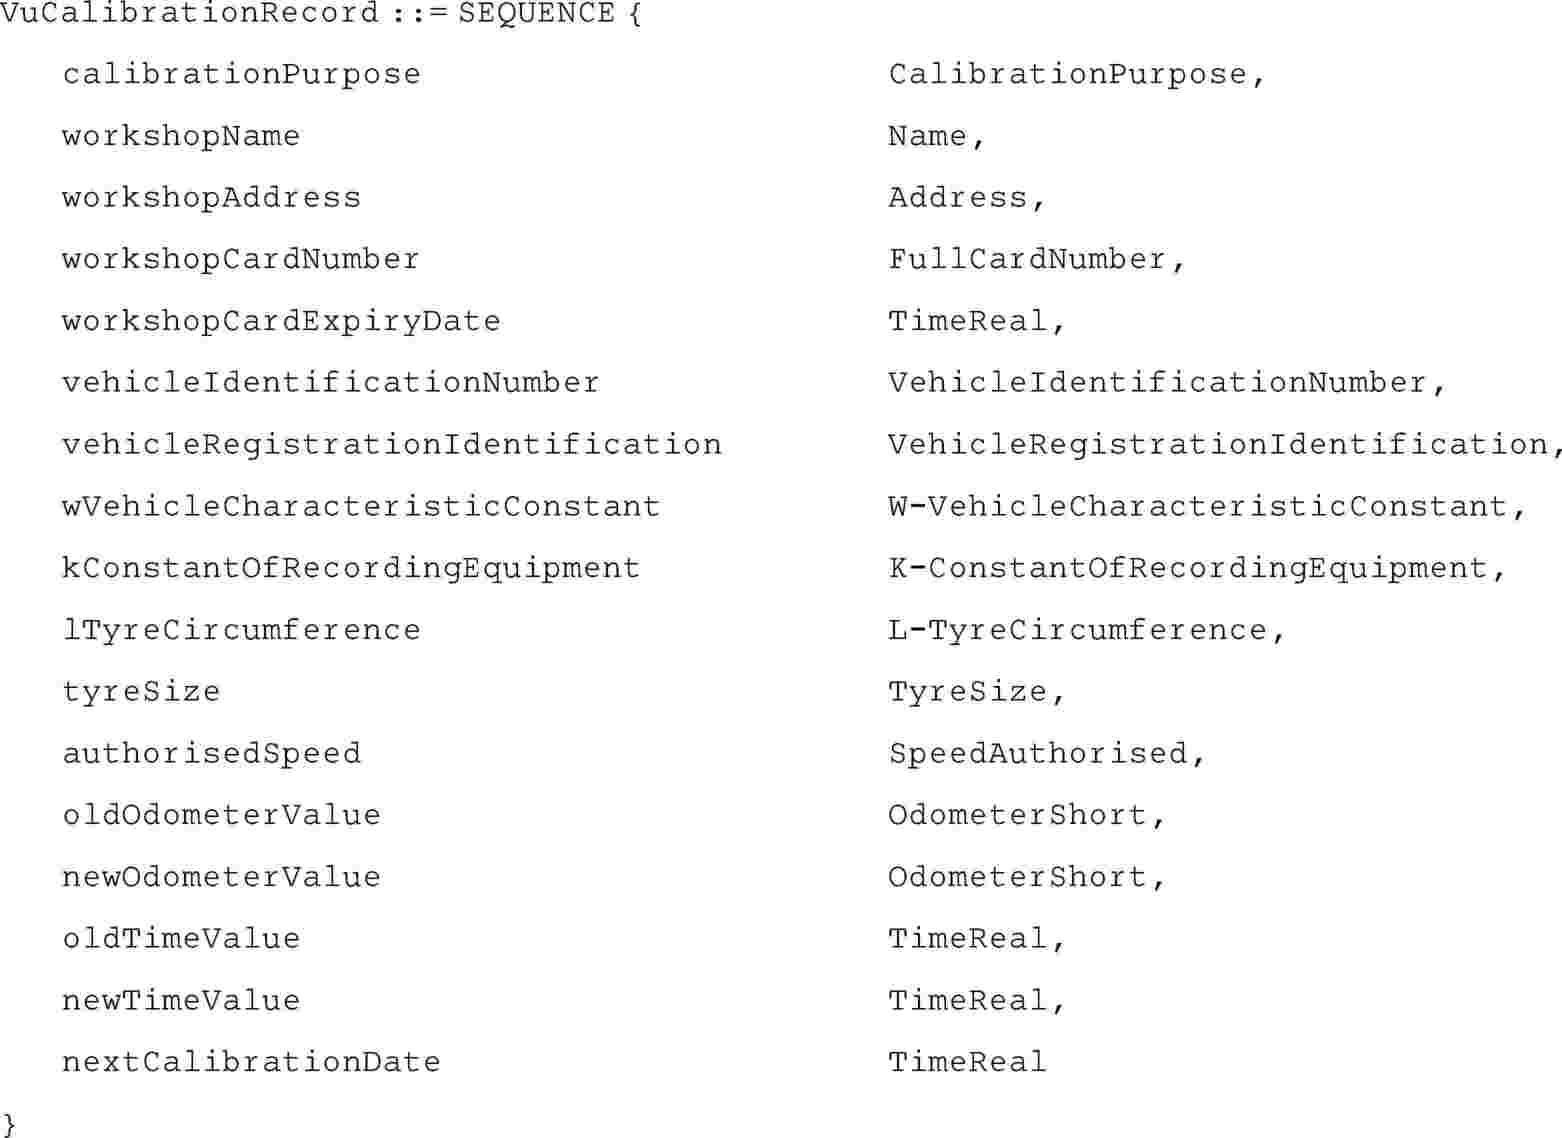 VuCalibrationRecord ::= SEQUENCE {
calibrationPurpose CalibrationPurpose,
workshopName Name,
workshopAddress Address,
workshopCardNumber FullCardNumber,
workshopCardExpiryDate TimeReal,
vehicleIdentificationNumber VehicleIdentificationNumber,
vehicleRegistrationIdentification VehicleRegistrationIdentification,
wVehicleCharacteristicConstant W-VehicleCharacteristicConstant,
kConstantOfRecordingEquipment K-ConstantOfRecordingEquipment,
lTyreCircumference L-TyreCircumference,
tyreSize TyreSize,
authorisedSpeed SpeedAuthorised,
oldOdometerValue OdometerShort,
newOdometerValue OdometerShort,
oldTimeValue TimeReal,
newTimeValue TimeReal,
nextCalibrationDate TimeReal
}